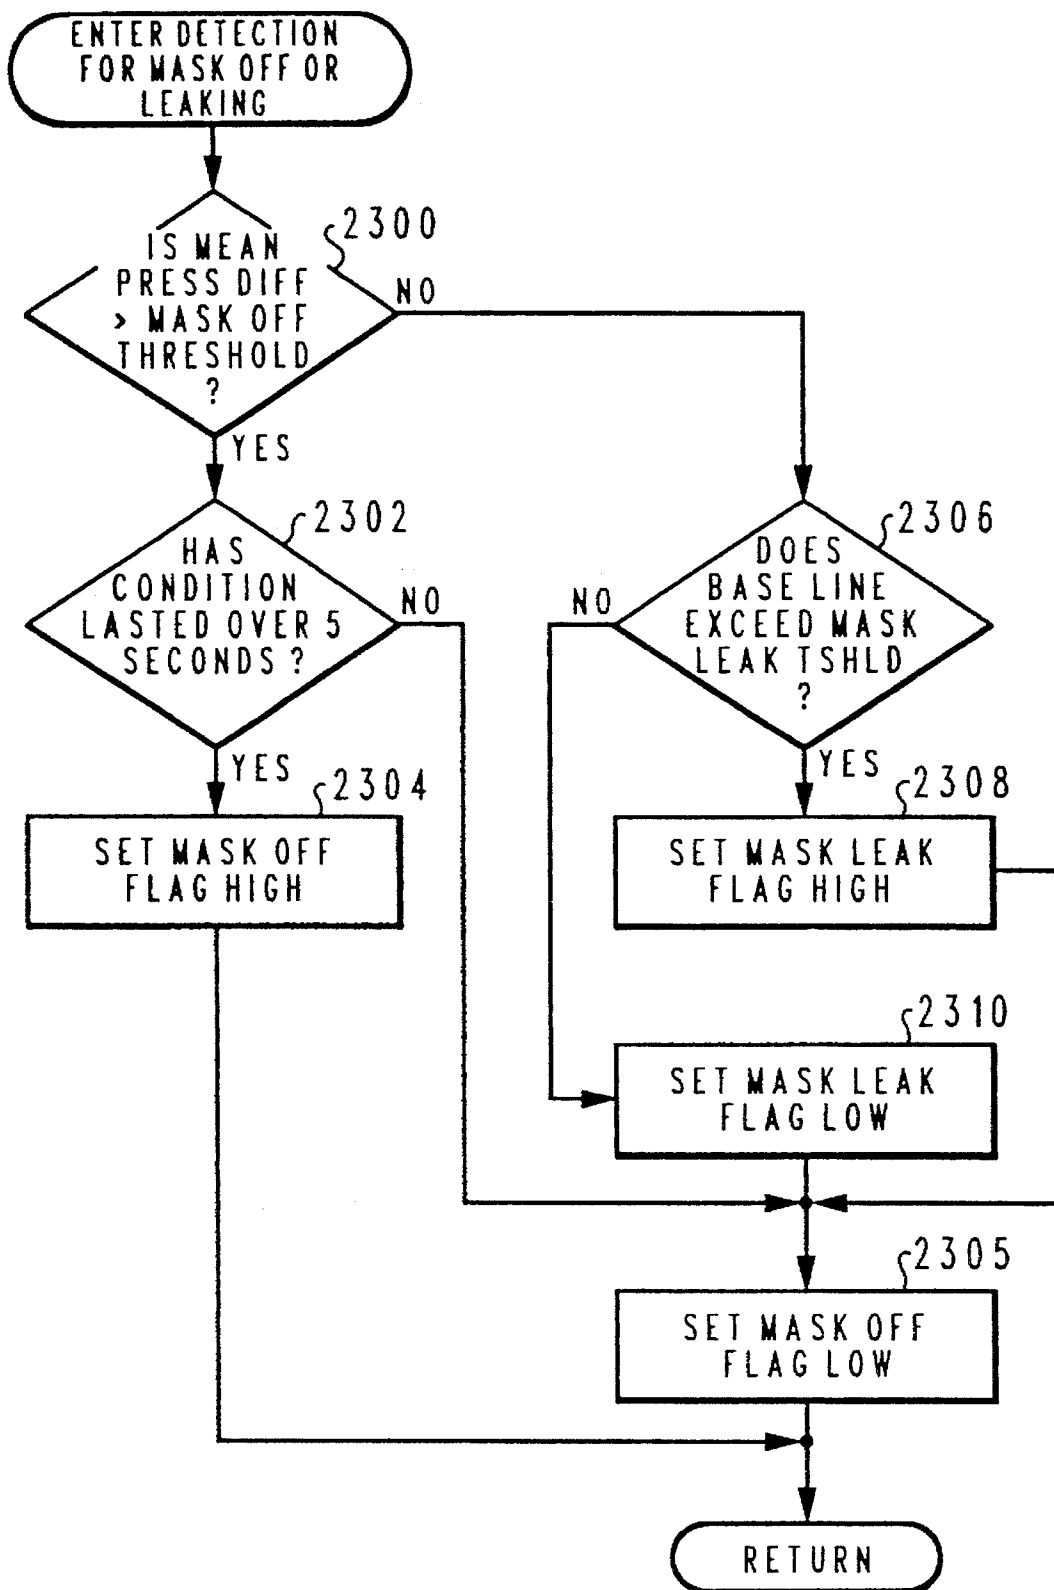 ENTER DETECTION
FOR MASK OFF OR
LEAKING
2300
IS MEAN
PRESS DIFF
> MASK OFF
THRESHOLD
?
NO
YES
2302
HAS
CONDITION
LASTED OVER 5
SECONDS ?
NO
YES
2304
SET MASK OFF
FLAG HIGH
2306
DOES
BASE LINE
EXCEED MASK
LEAK TSHLD
?
NO
YES
2308
SET MASK LEAK
FLAG HIGH
2310
SET MASK LEAK
FLAG LOW
2305
SET MASK OFF
FLAG LOW
RETURN